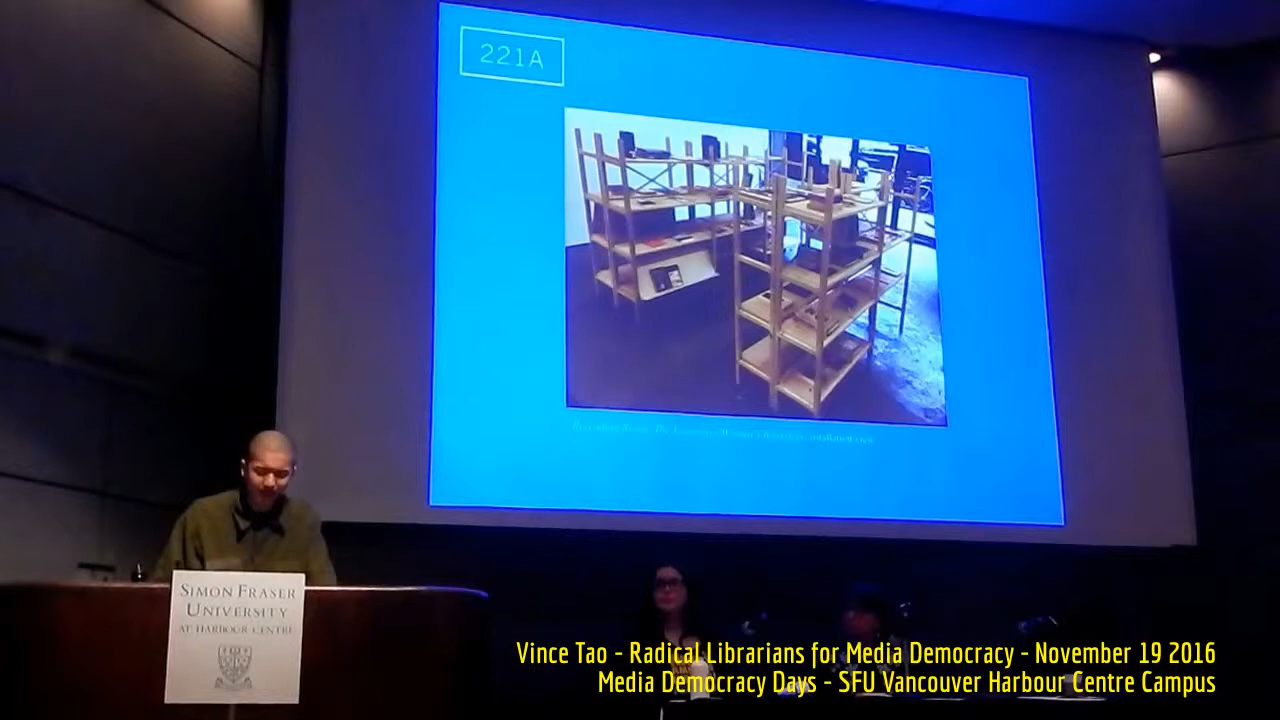 221A
SIMON FRASER
UNIVERSITY
AT HARBOUR CENTRE
Vince Tao - Radical Librarians for Media Democracy - November 19 2016
Media Democracy Days - SFU Vancouver Harbour Centre Campus